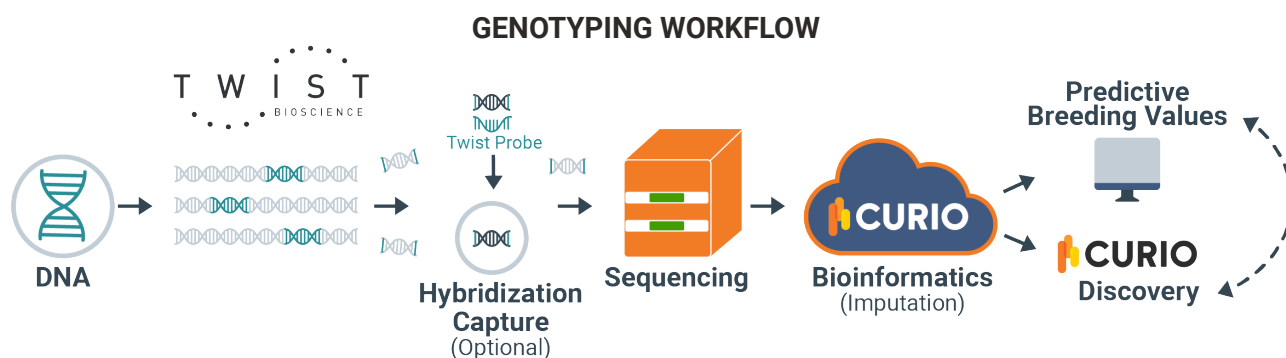 GENOTYPING WORKFLOW
TWIST
BIOSCIENCE
DNA
Twist Probe
Hybridization
Capture
(Optional)
Sequencing
CURIO
Bioinformatics
(Imputation)
Predictive
Breeding Values
CURIO
Discovery